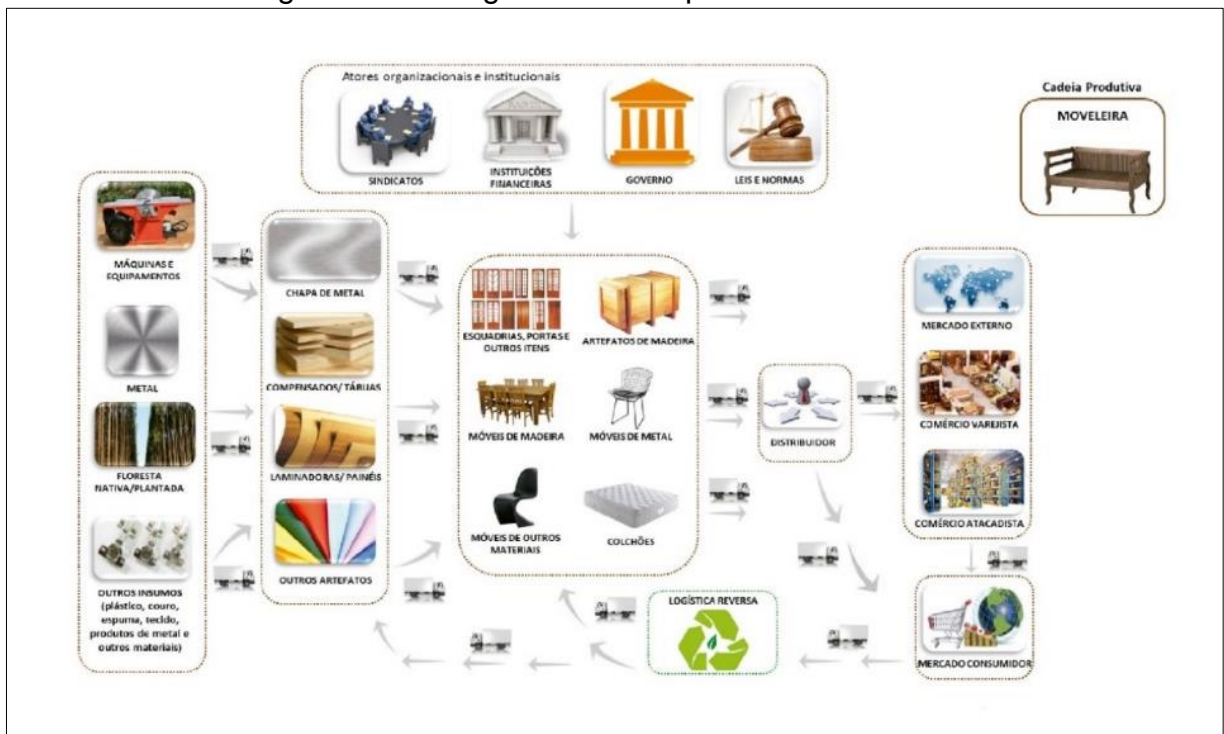 Atores organizacionais e institucionais
SINDICATOS
INSTITUIÇÕES
FINANCEIRAS
GOVERNO
LEIS E NORMAS
Cadeia Produtiva
MOVELEIRA
MÁQUINAS E
EQUIPAMENTOS
METAL
FLORESTA
NATIVA/PLANTADA
OUTROS INSUMOS
(plástico, couro,
espuma, tecido,
produtos de metal e
outros materiais)
CHAPA DE METAL
COMPENSADOS/ TÁBUAS
LAMINADORAS/ PAINÉIS
OUTROS ARTEFATOS
ESQUADRIAS, PORTAS E
OUTROS ITENS
ARTEFATOS DE MADEIRA
MÓVEIS DE MADEIRA
MÓVEIS DE METAL
MÓVEIS DE OUTROS
MATERIAIS
COLCHÕES
DISTRIBUIDOR
MERCADO EXTERNO
COMÉRCIO VAREJISTA
COMÉRCIO ATACADISTA
LOGÍSTICA REVERSA
MERCADO CONSUMIDOR